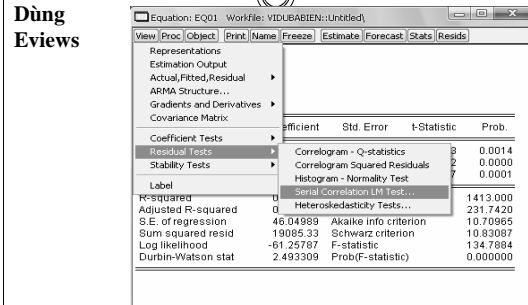 Dùng
Eviews
Equation: EQ01 Workfile: VIDUBABIEN::Untitled\
View Proc Object Print Name Freeze Estimate Forecast Stats Resids
Representations
Estimation Output
Actual,Fitted,Residual
ARMA Structure...
Gradients and Derivatives
Covariance Matrix
Coefficient Tests
Residual Tests
Stability Tests
Label
efficient Std. Error t-Statistic Prob.
3 0.0014
2 0.0000
7 0.0001
Correlogram - Q-statistics
Correlogram Squared Residuals
Histogram - Normality Test
Serial Correlation LM Test...
Heteroskedasticity Tests...
R-squared 0 1413.000
Adjusted R-squared 0 231.7420
S.E. of regression 46.04989 Akaike info criterion 10.70965
Sum squared resid 19085.33 Schwarz criterion 10.83087
Log likelihood -61.25787 F-statistic 134.7884
Durbin-Watson stat 2.493309 Prob(F-statistic) 0.000000